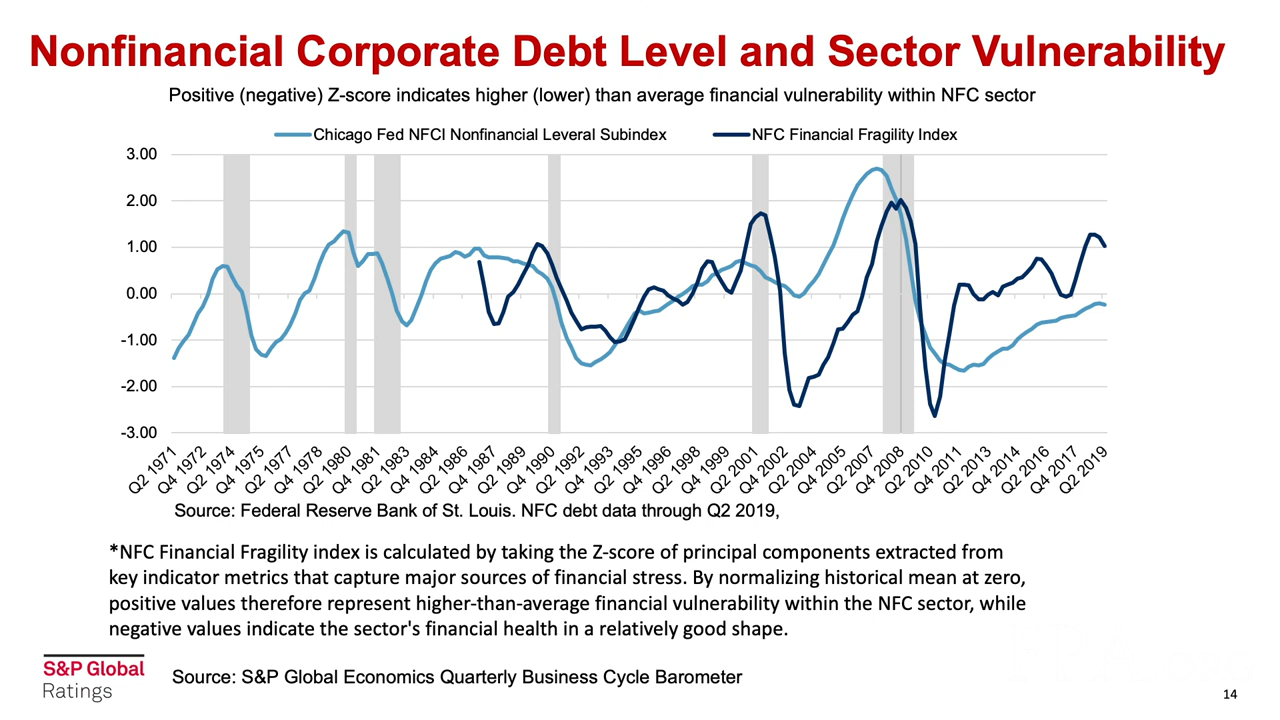 Nonfinancial Corporate Debt Level and Sector Vulnerability
Positive (negative) Z-score indicates higher (lower) than average financial vulnerability within NFC sector
Chicago Fed NFCI Nonfinancial Leveral Subindex NFC Financial Fragility Index
3.00
2.00
1.00
0.00
-1.00
-2.00
-3.00
Q2 1971 Q4 1972 Q2 1974 Q4 1975 Q2 1977 Q4 1978 Q2 1980 Q4 1981 Q2 1983 Q4 1984 Q2 1986 Q4 1987 Q2 1989 Q4 1990 Q2 1992 Q4 1993 Q2 1995 Q4 1996 Q2 1998 Q4 1999 Q2 2001 Q4 2002 Q2 2004 Q4 2005 Q2 2007 Q4 2008 Q2 2010 Q4 2011 Q2 2013 Q4 2014 Q2 2016 Q4 2017 Q2 2019
Source: Federal Reserve Bank of St. Louis. NFC debt data through Q2 2019,
*NFC Financial Fragility index is calculated by taking the Z-score of principal components extracted from
key indicator metrics that capture major sources of financial stress. By normalizing historical mean at zero,
positive values therefore represent higher-than-average financial vulnerability within the NFC sector, while
negative values indicate the sector's financial health in a relatively good shape.
S&P Global
Ratings
Source: S&P Global Economics Quarterly Business Cycle Barometer
14